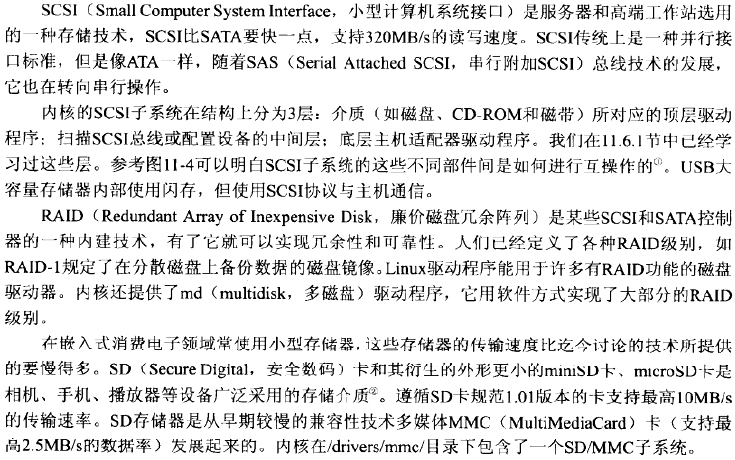 SCSI（Small Computer System Interface，小型计算机系统接口）是服务器和高端工作站选用
的一种存储技术，SCSI比SATA要快一点，支持320MB/s的读写速度。SCSI传统上是一种并行接
口标准，但是像ATA一样，随着SAS（Serial Attached SCSI，串行附加SCSI）总线技术的发展，
它也在转向串行操作。
内核的SCSI子系统在结构上分为3层：介质（如磁盘、CD-ROM和磁带）所对应的顶层驱动
程序；扫描SCSI总线或配置设备的中间层；底层主机适配器驱动程序。我们在11.6.1节中已经学
习过这些层。参考图11-4可以明白SCSI子系统的这些不同部件间是如何进行互操作的①。USB大
容量存储器内部使用闪存，但使用SCSI协议与主机通信。
RAID（Redundant Array of Inexpensive Disk，廉价磁盘冗余阵列）是某些SCSI和SATA控制
器的一种内建技术，有了它就可以实现冗余性和可靠性。人们已经定义了各种RAID级别，如
RAID-1规定了在分散磁盘上备份数据的磁盘镜像。Linux驱动程序能用于许多有RAID功能的磁盘
驱动器。内核还提供了md（multidisk，多磁盘）驱动程序，它用软件方式实现了大部分的RAID
级别。
在嵌入式消费电子领域常使用小型存储器，这些存储器的传输速度比迄今讨论的技术所提供
的要慢得多。SD（Secure Digital，安全数码）卡和其衍生的外形更小的miniSD卡、microSD卡是
相机、手机、播放器等设备广泛采用的存储介质②。遵循SD卡规范1.01版本的卡支持最高10MB/s
的传输速率。SD存储器是从早期较慢的兼容性技术多媒体MMC（MultiMediaCard）卡（支持最
高2.5MB/s的数据率）发展起来的。内核在/drivers/mmc/目录下包含了一个SD/MMC子系统。